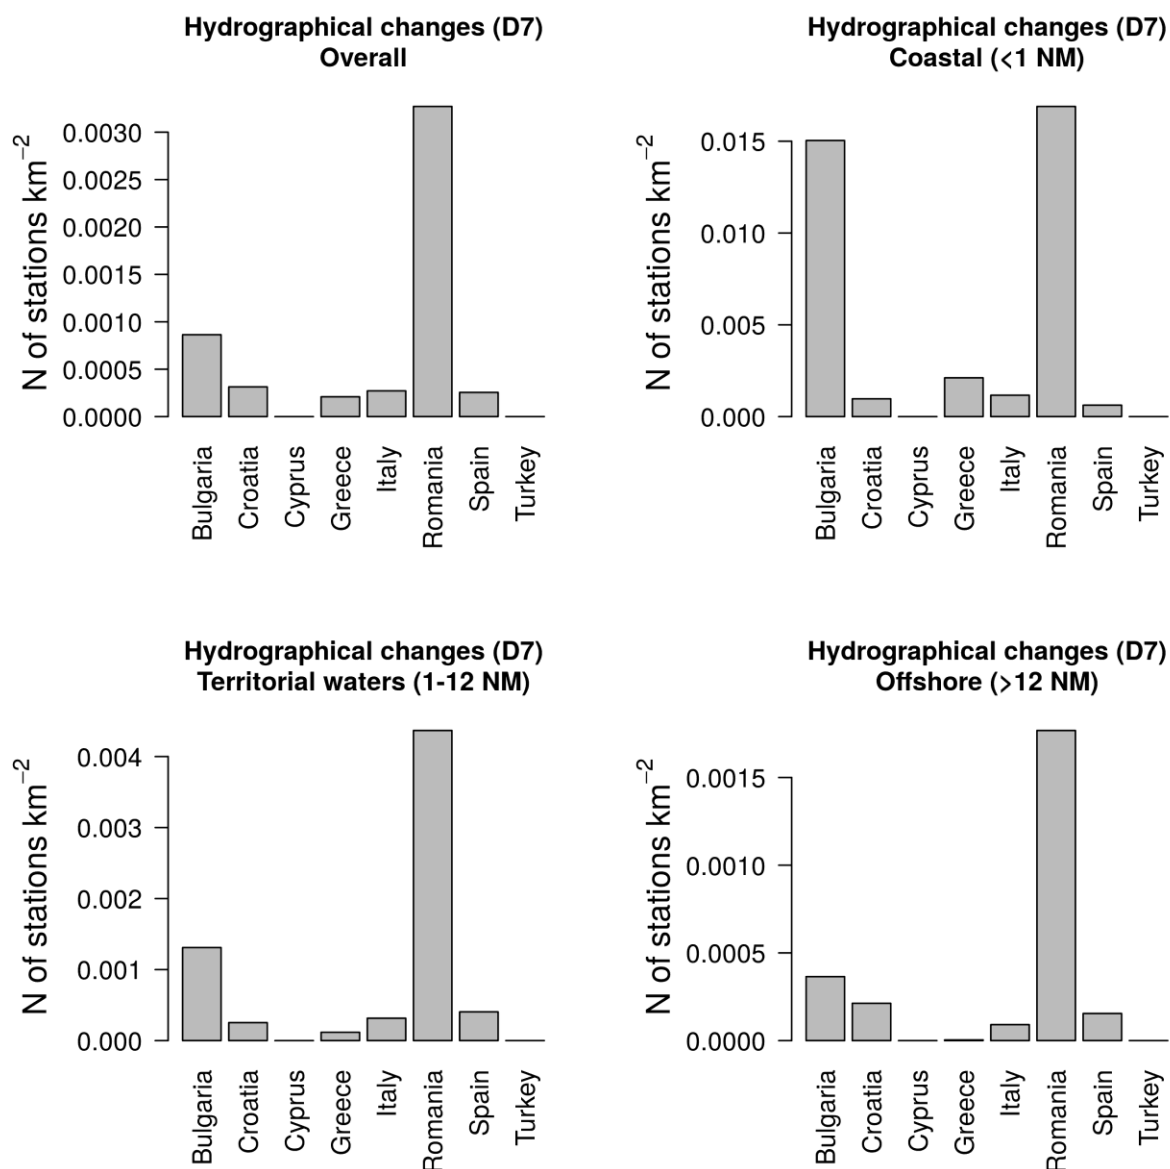 Hydrographical changes (D7)
Overall
N of stations km⁻²
0.0030
0.0025
0.0020
0.0015
0.0010
0.0005
0.0000
Bulgaria
Croatia
Cyprus
Greece
Italy
Romania
Spain
Turkey
Hydrographical changes (D7)
Coastal (<1 NM)
N of stations km⁻²
0.015
0.010
0.005
0.000
Bulgaria
Croatia
Cyprus
Greece
Italy
Romania
Spain
Turkey
Hydrographical changes (D7)
Territorial waters (1-12 NM)
N of stations km⁻²
0.004
0.003
0.002
0.001
0.000
Bulgaria
Croatia
Cyprus
Greece
Italy
Romania
Spain
Turkey
Hydrographical changes (D7)
Offshore (>12 NM)
N of stations km⁻²
0.0015
0.0010
0.0005
0.0000
Bulgaria
Croatia
Cyprus
Greece
Italy
Romania
Spain
Turkey